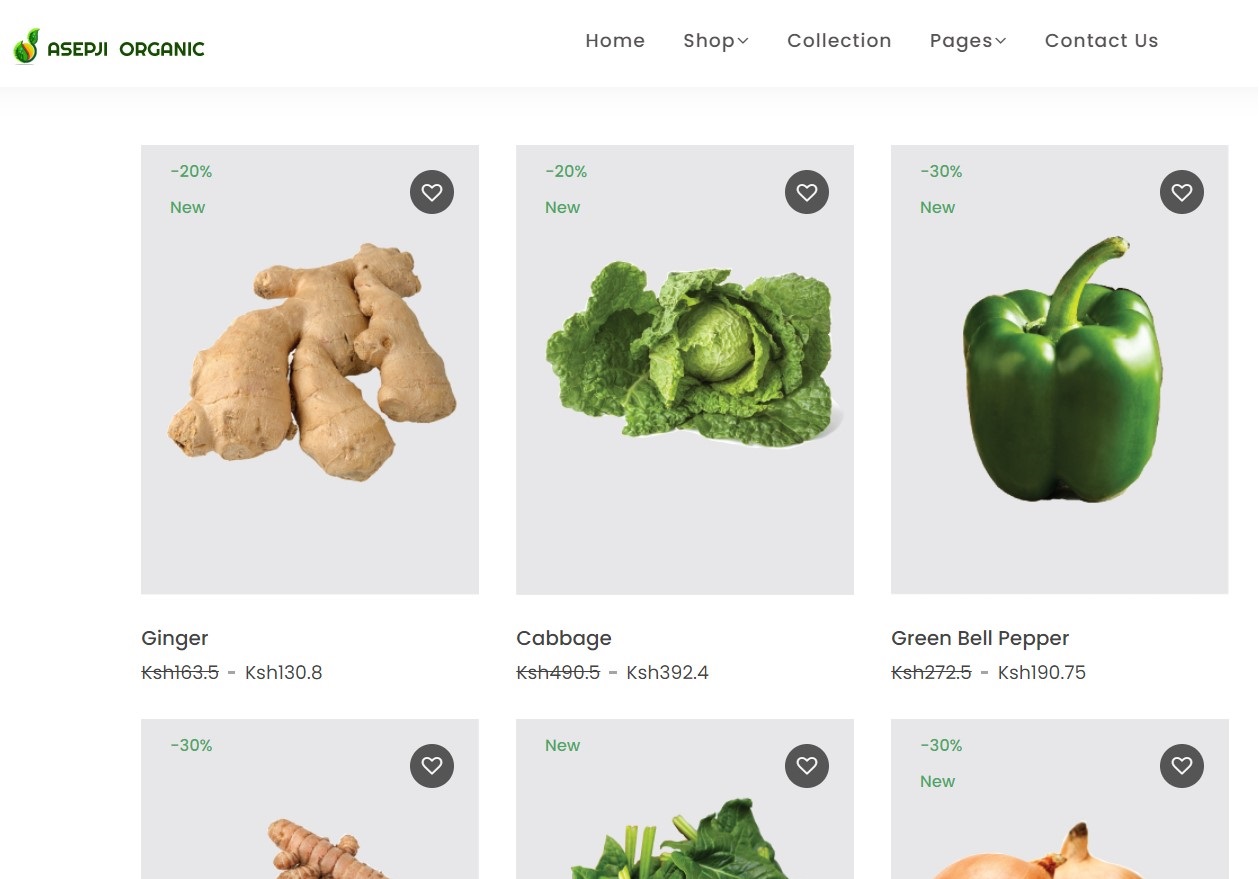 ASEPJI ORGANIC
Home Shop Collection Pages Contact Us
-20%
New
-20%
New
-30%
New
Ginger
Ksh163.5 - Ksh130.8
Cabbage
Ksh490.5 - Ksh392.4
Green Bell Pepper
Ksh272.5 - Ksh190.75
-30%
New
-30%
New